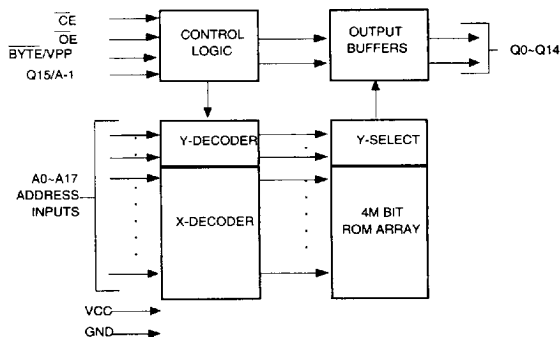 CE
OE
BYTE/VPP
Q15/A-1
CONTROL
LOGIC
OUTPUT
BUFFERS
Q0~Q14
A0~A17
ADDRESS
INPUTS
Y-DECODER
X-DECODER
Y-SELECT
4M BIT
ROM ARRAY
VCC
GND